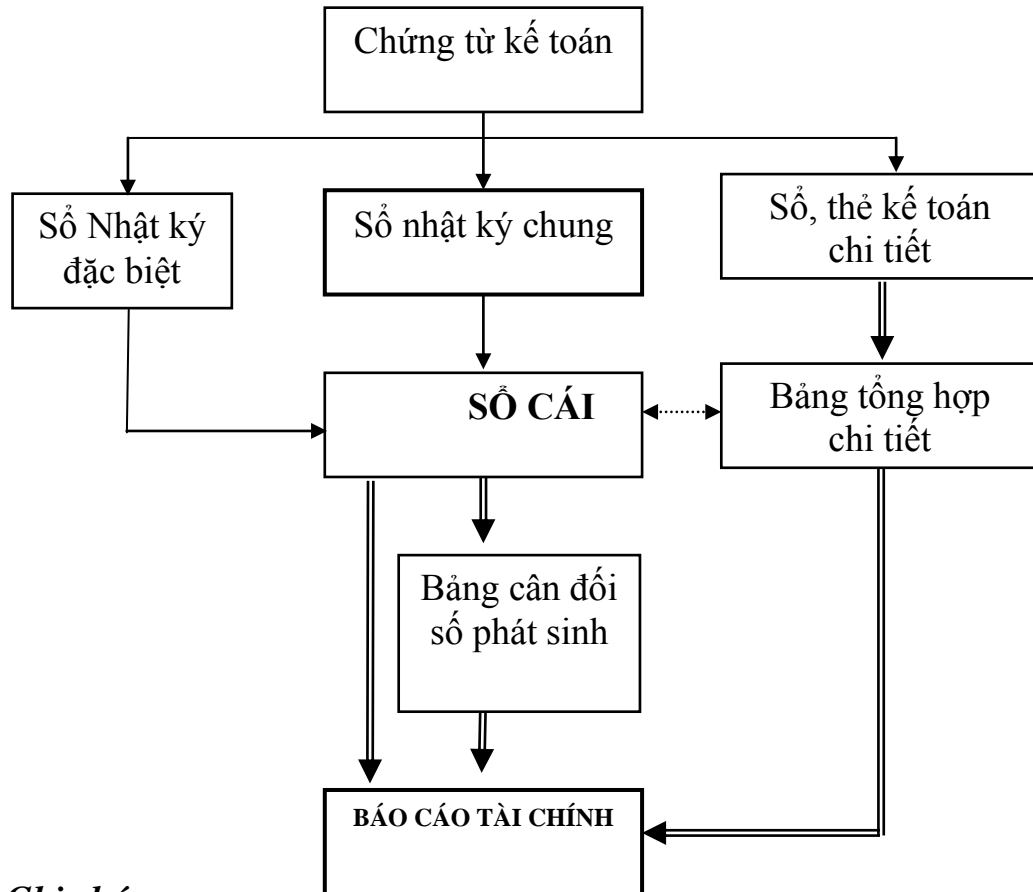 Chứng từ kế toán
Sổ Nhật ký
đặc biệt
Sổ nhật ký chung
Sổ, thẻ kế toán
chi tiết
SỔ CÁI
Bảng tổng hợp
chi tiết
Bảng cân đối
số phát sinh
BÁO CÁO TÀI CHÍNH